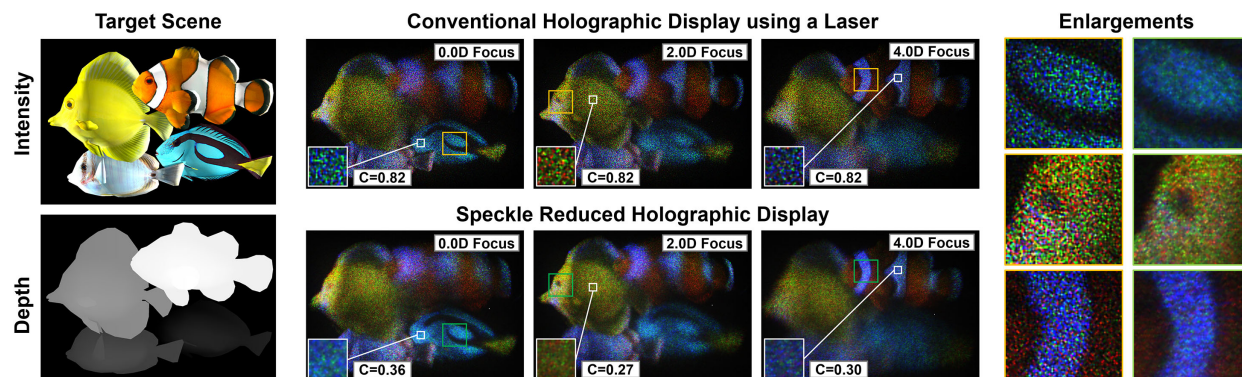 Target Scene
Conventional Holographic Display using a Laser
Enlargements
Intensity
0.0D Focus
2.0D Focus
4.0D Focus
C=0.82
C=0.82
C=0.82
Speckle Reduced Holographic Display
Depth
0.0D Focus
2.0D Focus
4.0D Focus
C=0.36
C=0.27
C=0.30